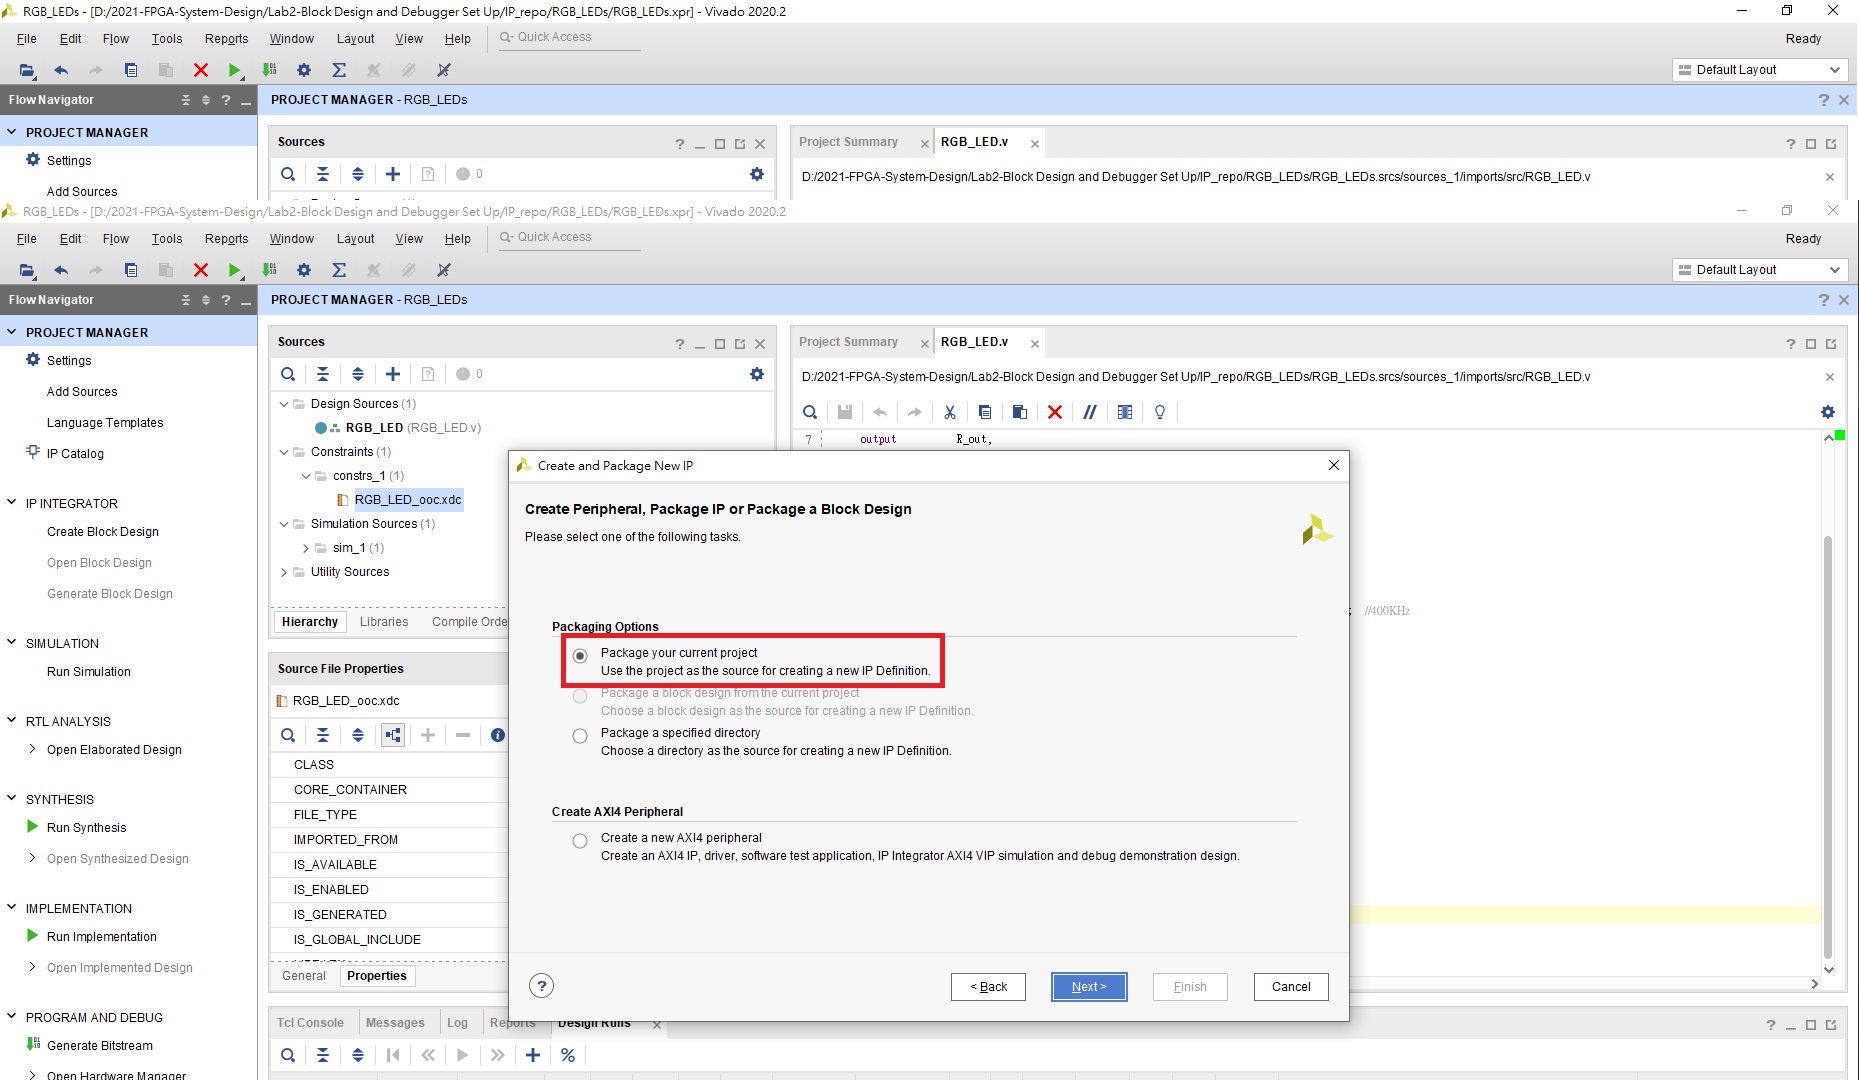 RGB_LEDs - [D:/2021-FPGA-System-Design/Lab2-Block Design and Debugger Set Up/IP_repo/RGB_LEDs/RGB_LEDs.xpr] - Vivado 2020.2
File Edit Flow Tools Reports Window Layout View Help Quick Access Ready
Default Layout
Flow Navigator
PROJECT MANAGER - RGB_LEDs
PROJECT MANAGER
Settings
Add Sources
Sources
0
Project Summary
RGB_LED.v
D:/2021-FPGA-System-Design/Lab2-Block Design and Debugger Set Up/IP_repo/RGB_LEDs/RGB_LEDs.srcs/sources_1/imports/src/RGB_LED.v
RGB_LEDs - [D:/2021-FPGA-System-Design/Lab2-Block Design and Debugger Set Up/IP_repo/RGB_LEDs/RGB_LEDs.xpr] - Vivado 2020.2
File Edit Flow Tools Reports Window Layout View Help Quick Access Ready
Default Layout
Flow Navigator
PROJECT MANAGER - RGB_LEDs
PROJECT MANAGER
Settings
Add Sources
Language Templates
IP Catalog
IP INTEGRATOR
Create Block Design
Open Block Design
Generate Block Design
SIMULATION
Run Simulation
RTL ANALYSIS
Open Elaborated Design
SYNTHESIS
Run Synthesis
Open Synthesized Design
IMPLEMENTATION
Run Implementation
Open Implemented Design
PROGRAM AND DEBUG
Generate Bitstream
Open Hardware Manager
Sources
0
Design Sources (1)
RGB_LED (RGB_LED.v)
Constraints (1)
constrs_1 (1)
RGB_LED_ooc.xdc
Simulation Sources (1)
sim_1 (1)
Utility Sources
Hierarchy Libraries Compile Orde
Source File Properties
RGB_LED_ooc.xdc
CLASS
CORE_CONTAINER
FILE_TYPE
IMPORTED_FROM
IS_AVAILABLE
IS_ENABLED
IS_GENERATED
IS_GLOBAL_INCLUDE
General Properties
Project Summary
RGB_LED.v
D:/2021-FPGA-System-Design/Lab2-Block Design and Debugger Set Up/IP_repo/RGB_LEDs/RGB_LEDs.srcs/sources_1/imports/src/RGB_LED.v
7 output R_out,
; //400KHz
Create and Package New IP
Create Peripheral, Package IP or Package a Block Design
Please select one of the following tasks.
Packaging Options
Package your current project
Use the project as the source for creating a new IP Definition.
Package a block design from the current project
Choose a block design as the source for creating a new IP Definition.
Package a specified directory
Choose a directory as the source for creating a new IP Definition.
Create AXI4 Peripheral
Create a new AXI4 peripheral
Create an AXI4 IP, driver, software test application, IP Integrator AXI4 VIP simulation and debug demonstration design.
? < Back Next > Finish Cancel
Tcl Console Messages Log Reports Design Runs